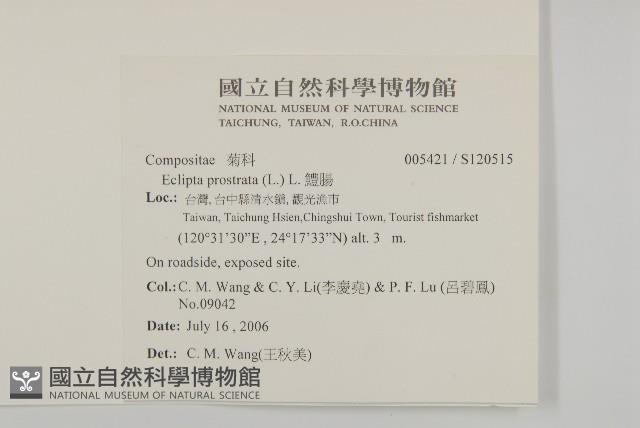 國立自然科學博物館
NATIONAL MUSEUM OF NATURAL SCIENCE
TAICHUNG, TAIWAN, R.O.CHINA
Compositae 菊科 005421 / S120515
Eclipta prostrata (L.) L. 鱧腸
Loc.: 台灣, 台中縣清水鎮, 觀光漁市
Taiwan, Taichung Hsien,Chingshui Town, Tourist fishmarket
(120°31'30"E , 24°17'33"N) alt. 3 m.
On roadside, exposed site.
Col.: C. M. Wang & C. Y. Li(李慶堯) & P. F. Lu (呂碧鳳)
No.09042
Date: July 16 , 2006
Det.: C. M. Wang(王秋美)
國立自然科學博物館
NATIONAL MUSEUM OF NATURAL SCIENCE